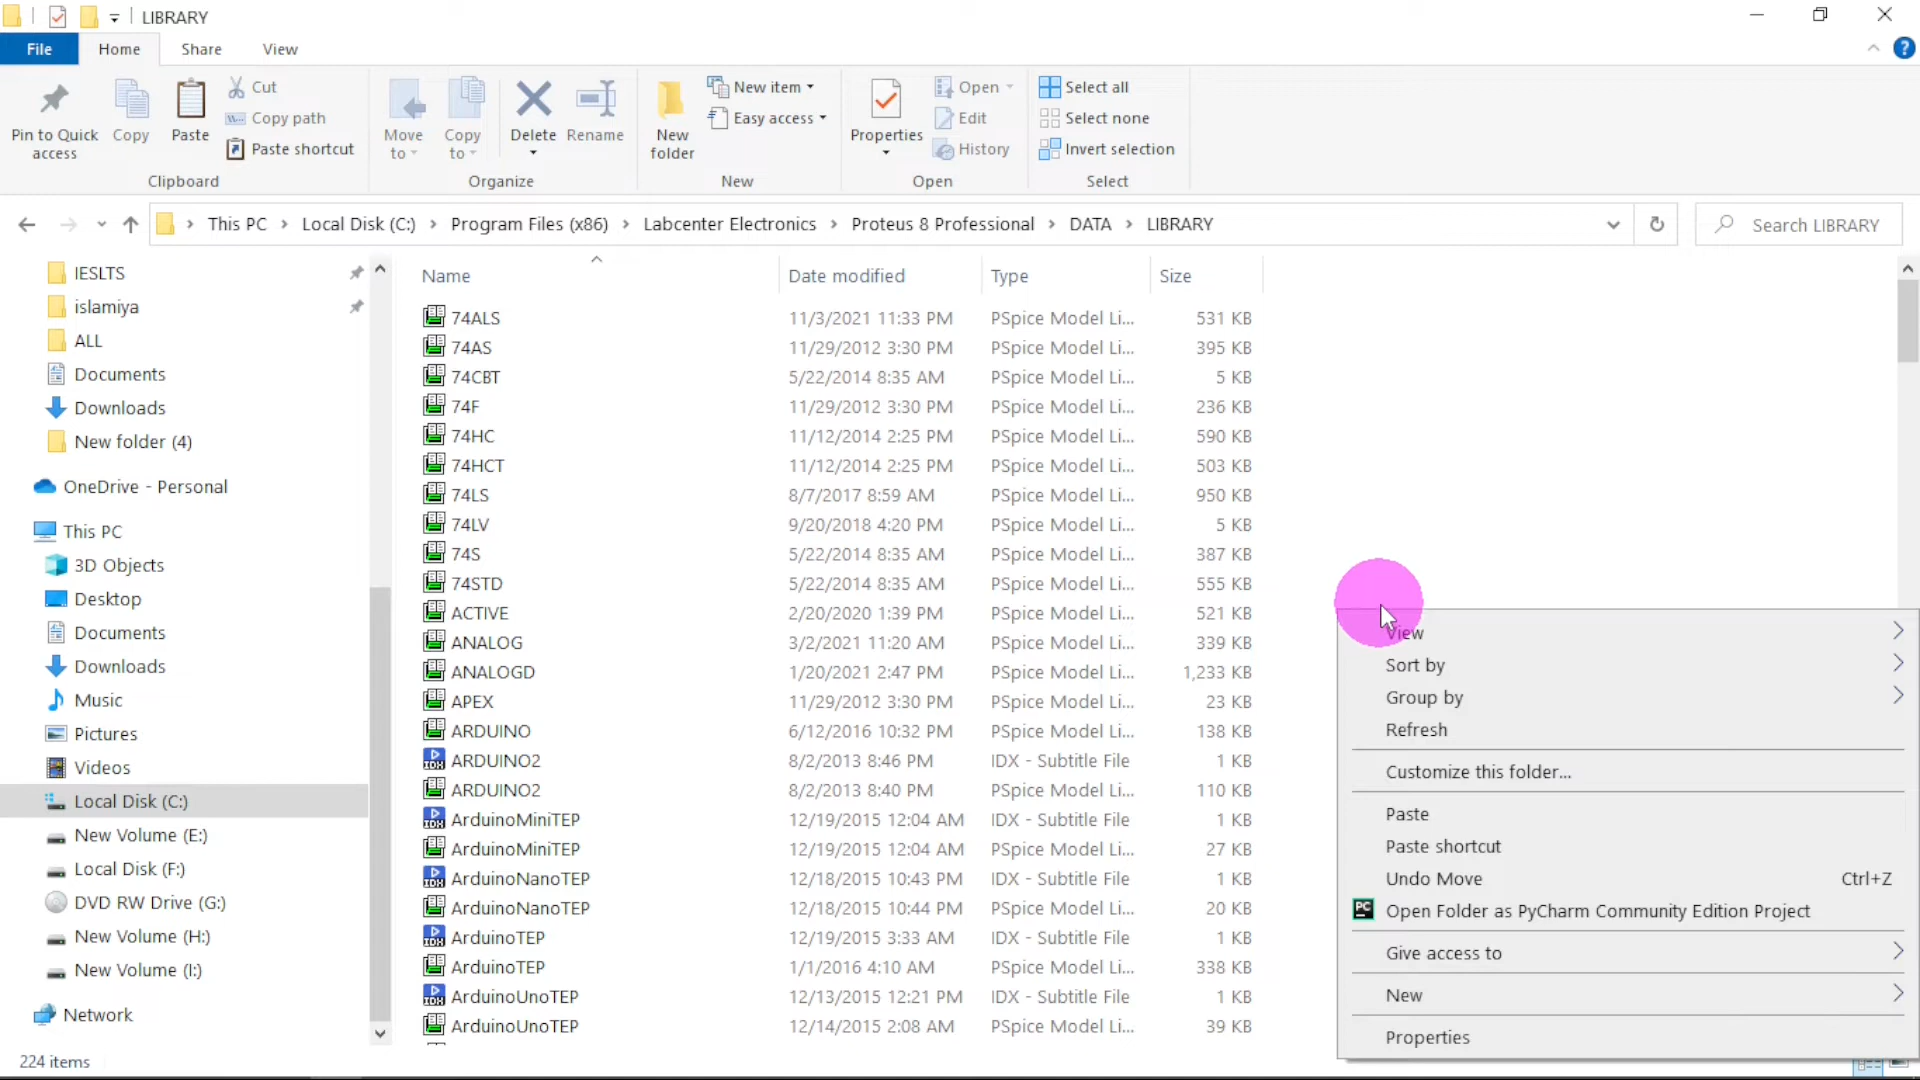 LIBRARY
File Home Share View
Pin to Quick access
Copy
Paste
Cut
Copy path
Paste shortcut
Clipboard
Move to
Copy to
Delete
Rename
Organize
New folder
New item
Easy access
New
Properties
Open
Edit
History
Open
Select all
Select none
Invert selection
Select
This PC Local Disk (C:) Program Files (x86) Labcenter Electronics Proteus 8 Professional DATA LIBRARY
Search LIBRARY
IESLTS
islamiya
ALL
Documents
Downloads
New folder (4)
OneDrive - Personal
This PC
3D Objects
Desktop
Documents
Downloads
Music
Pictures
Videos
Local Disk (C:)
New Volume (E:)
Local Disk (F:)
DVD RW Drive (G:)
New Volume (H:)
New Volume (I:)
Network
Name Date modified Type Size
74ALS 11/3/2021 11:33 PM PSpice Model Li... 531 KB
74AS 11/29/2012 3:30 PM PSpice Model Li... 395 KB
74CBT 5/22/2014 8:35 AM PSpice Model Li... 5 KB
74F 11/29/2012 3:30 PM PSpice Model Li... 236 KB
74HC 11/12/2014 2:25 PM PSpice Model Li... 590 KB
74HCT 11/12/2014 2:25 PM PSpice Model Li... 503 KB
74LS 8/7/2017 8:59 AM PSpice Model Li... 950 KB
74LV 9/20/2018 4:20 PM PSpice Model Li... 5 KB
74S 5/22/2014 8:35 AM PSpice Model Li... 387 KB
74STD 5/22/2014 8:35 AM PSpice Model Li... 555 KB
ACTIVE 2/20/2020 1:39 PM PSpice Model Li... 521 KB
ANALOG 3/2/2021 11:20 AM PSpice Model Li... 339 KB
ANALOGD 1/20/2021 2:47 PM PSpice Model Li... 1,233 KB
APEX 11/29/2012 3:30 PM PSpice Model Li... 23 KB
ARDUINO 6/12/2016 10:32 PM PSpice Model Li... 138 KB
ARDUINO2 8/2/2013 8:46 PM IDX - Subtitle File 1 KB
ARDUINO2 8/2/2013 8:40 PM PSpice Model Li... 110 KB
ArduinoMiniTEP 12/19/2015 12:04 AM IDX - Subtitle File 1 KB
ArduinoMiniTEP 12/19/2015 12:04 AM PSpice Model Li... 27 KB
ArduinoNanoTEP 12/18/2015 10:43 PM IDX - Subtitle File 1 KB
ArduinoNanoTEP 12/18/2015 10:44 PM PSpice Model Li... 20 KB
ArduinoTEP 12/19/2015 3:33 AM IDX - Subtitle File 1 KB
ArduinoTEP 1/1/2016 4:10 AM PSpice Model Li... 338 KB
ArduinoUnoTEP 12/13/2015 12:21 PM IDX - Subtitle File 1 KB
ArduinoUnoTEP 12/14/2015 2:08 AM PSpice Model Li... 39 KB
View
Sort by
Group by
Refresh
Customize this folder...
Paste
Paste shortcut
Undo Move Ctrl+Z
PC Open Folder as PyCharm Community Edition Project
Give access to
New
Properties
224 items